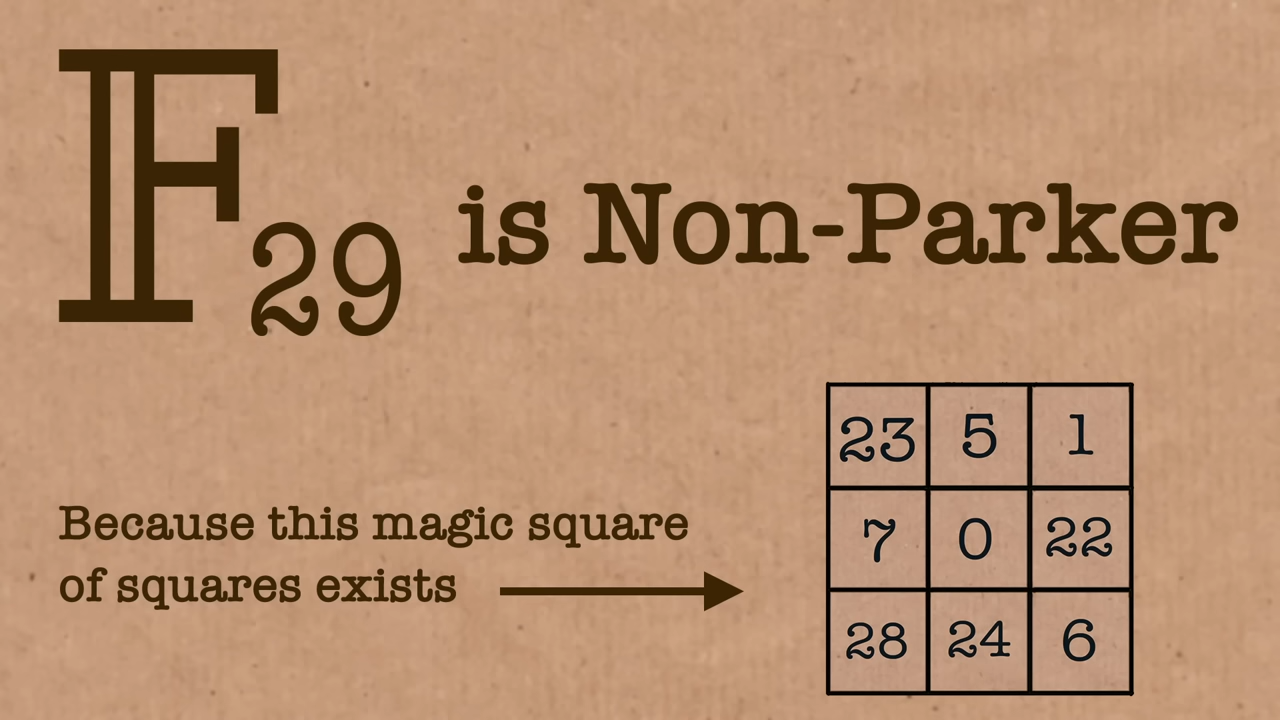 𝔽29 is Non-Parker
23 5 1
7 0 22
Because this magic square
of squares exists
28 24 6